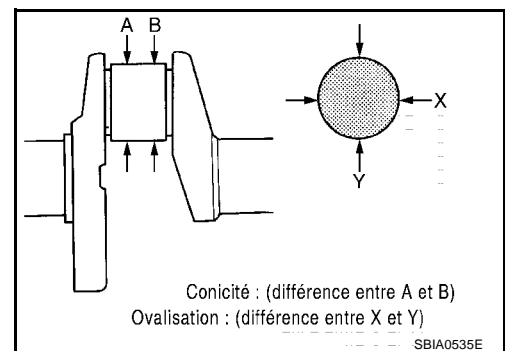 A B
X
Y
Conicité : (différence entre A et B)
Ovalisation : (différence entre X et Y)
SBIA0535E